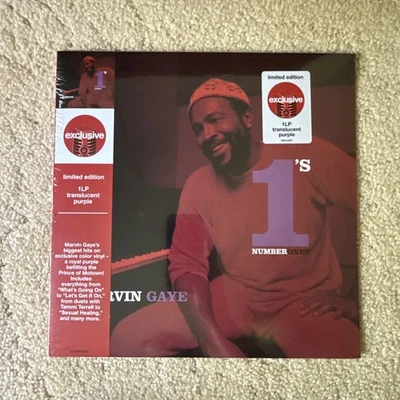 1'S
exclusive
limited edition
1LP
translucent
purple
Marvin Gaye's
biggest hits on
exclusive color vinyl –
a royal purple
befitting the
Prince of Motown!
Includes
everything from
"What's Going On"
to "Let's Get It On,"
from duets with
Tammi Terrell to
"Sexual Healing,"
and many more.
limited edition
exclusive
1LP
translucent
purple
1'S
NUMBER ONES
RVIN GAYE